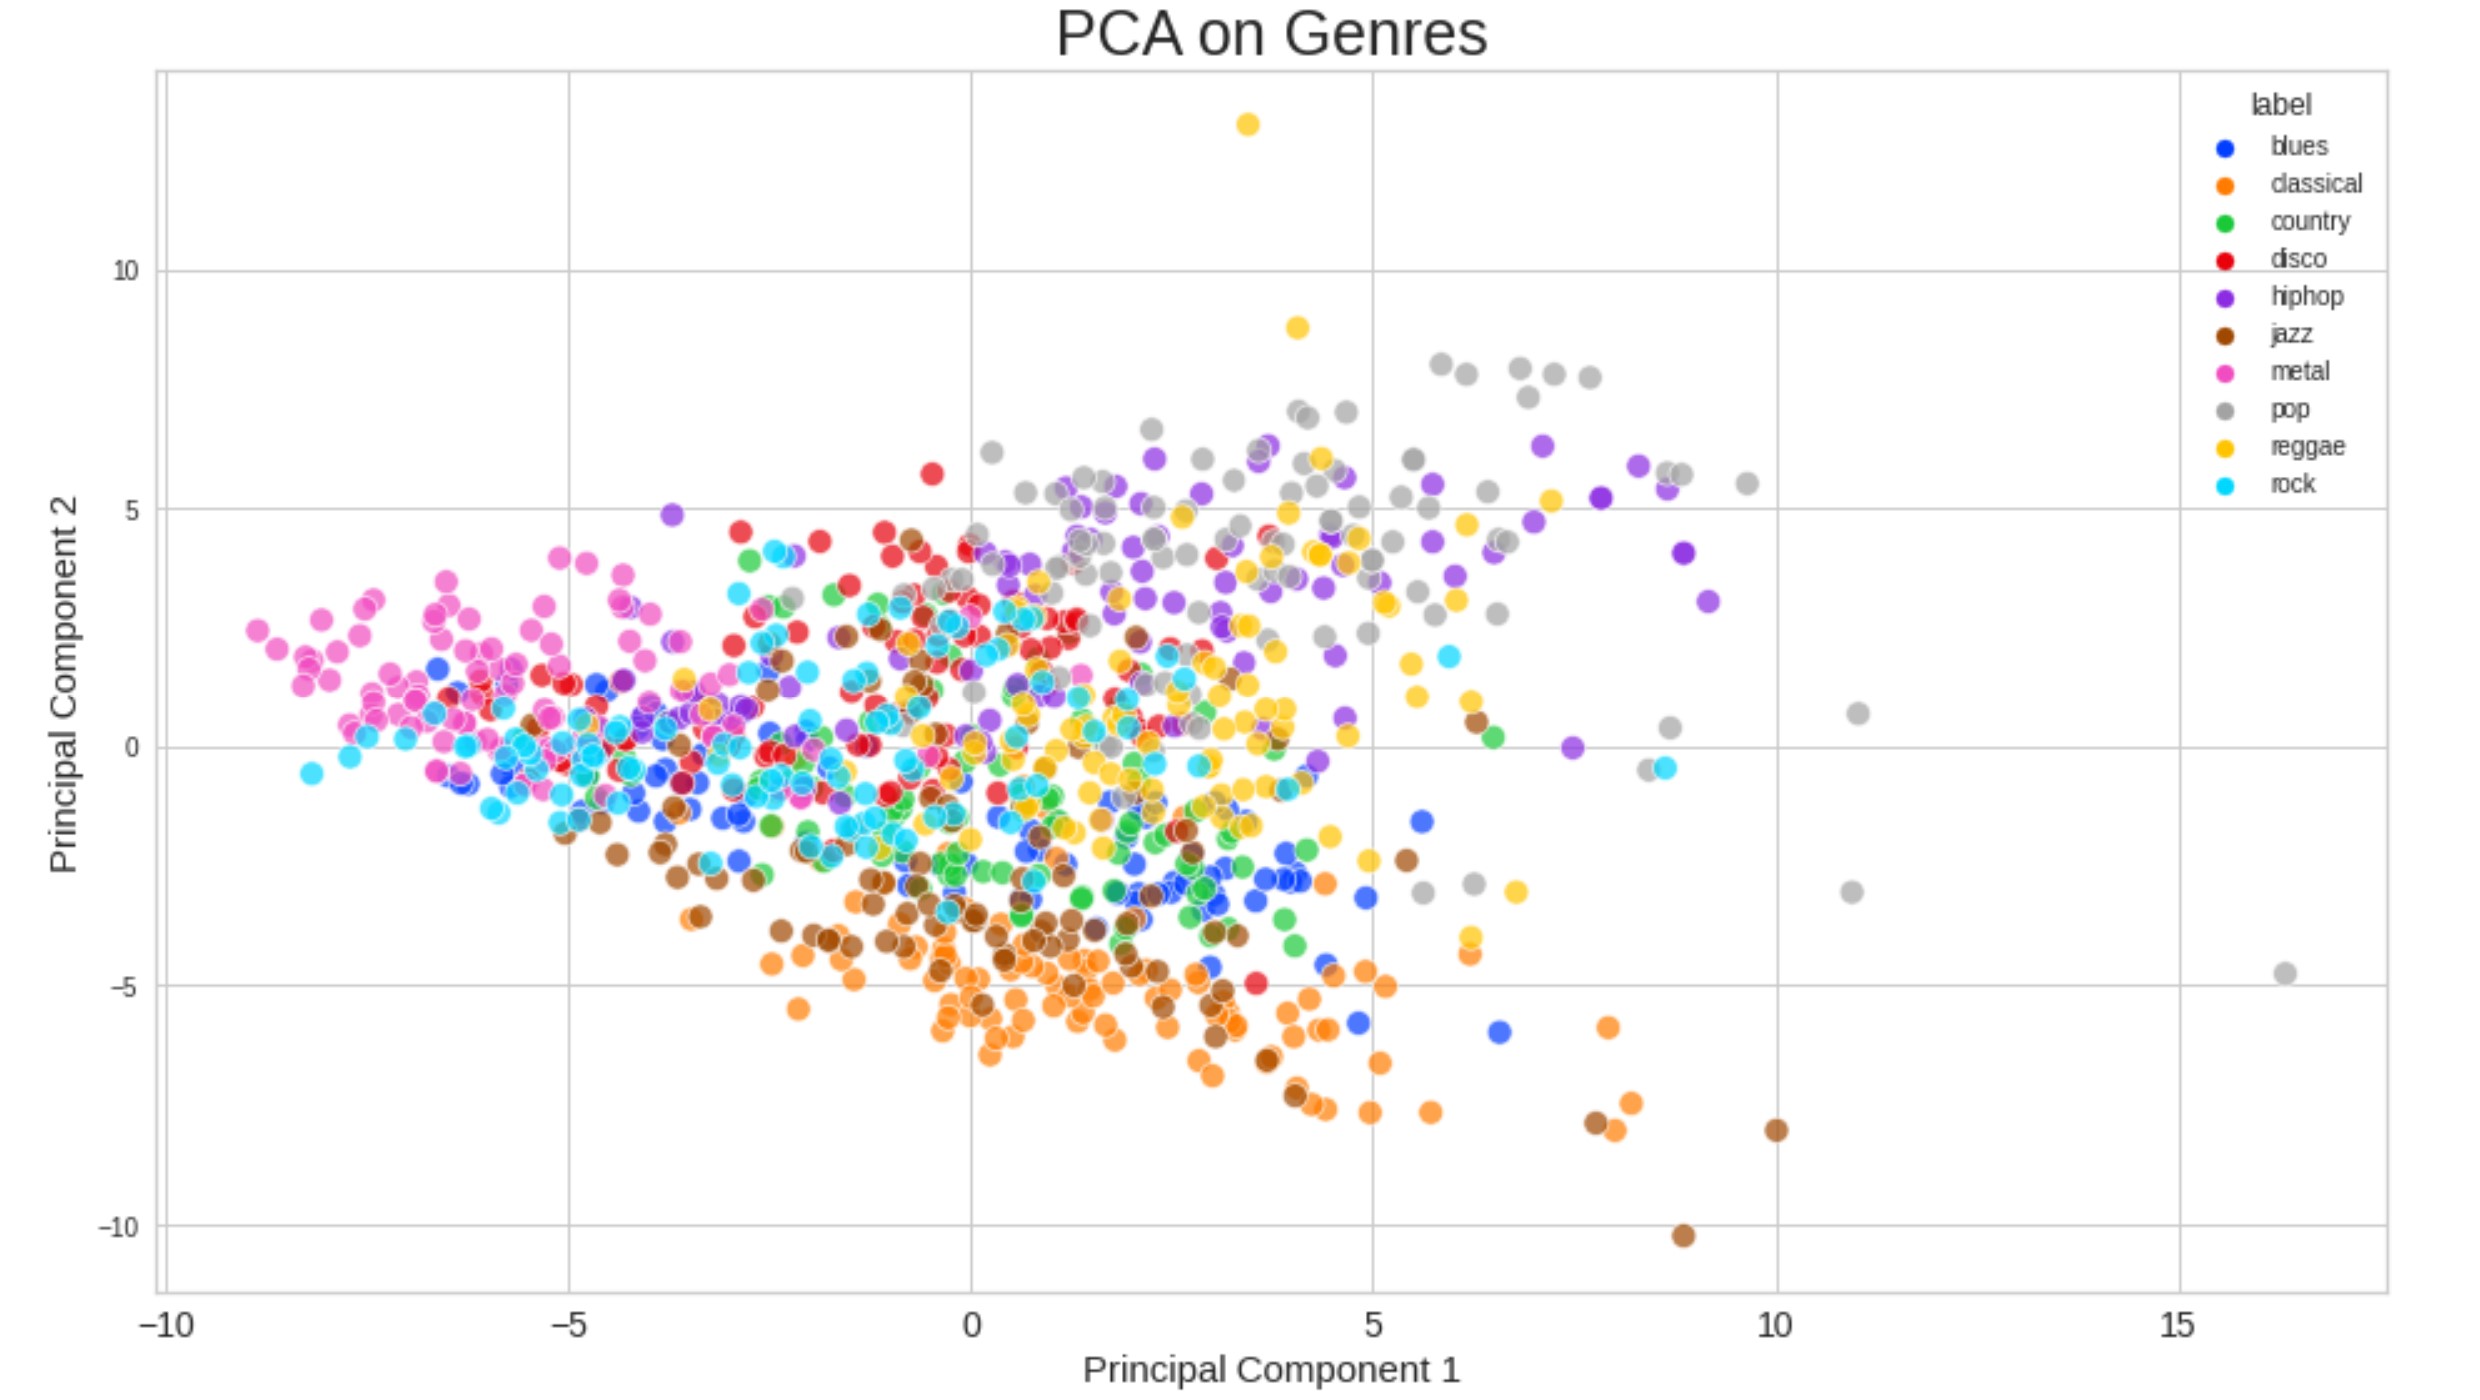 PCA on Genres
label
blues
classical
country
disco
hiphop
jazz
metal
pop
reggae
rock
10
5
0
−5
−10
Principal Component 2
−10
−5
0
5
10
15
Principal Component 1